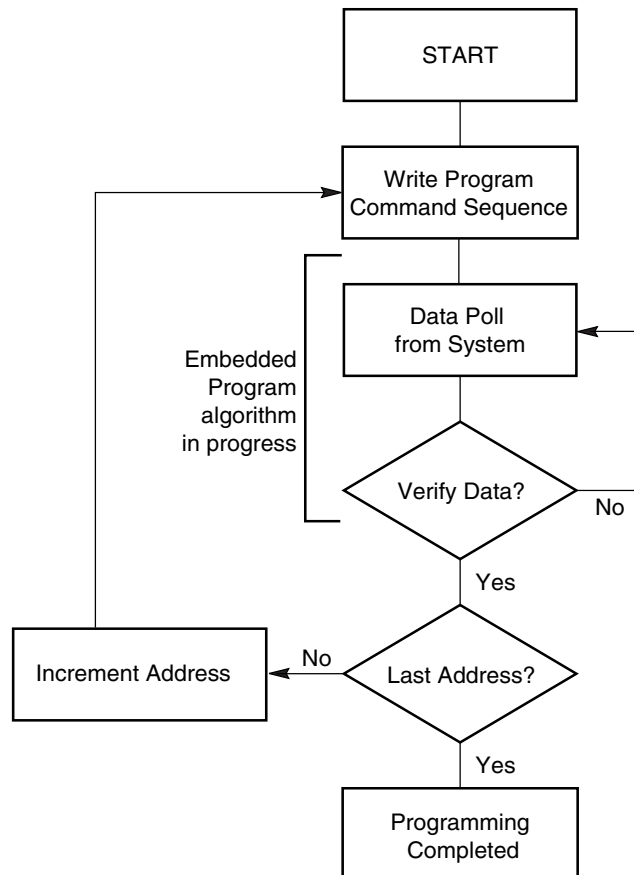 START
Write Program
Command Sequence
Data Poll
from System
Embedded
Program
algorithm
in progress
Verify Data?
No
Yes
Increment Address
No
Last Address?
Yes
Programming
Completed